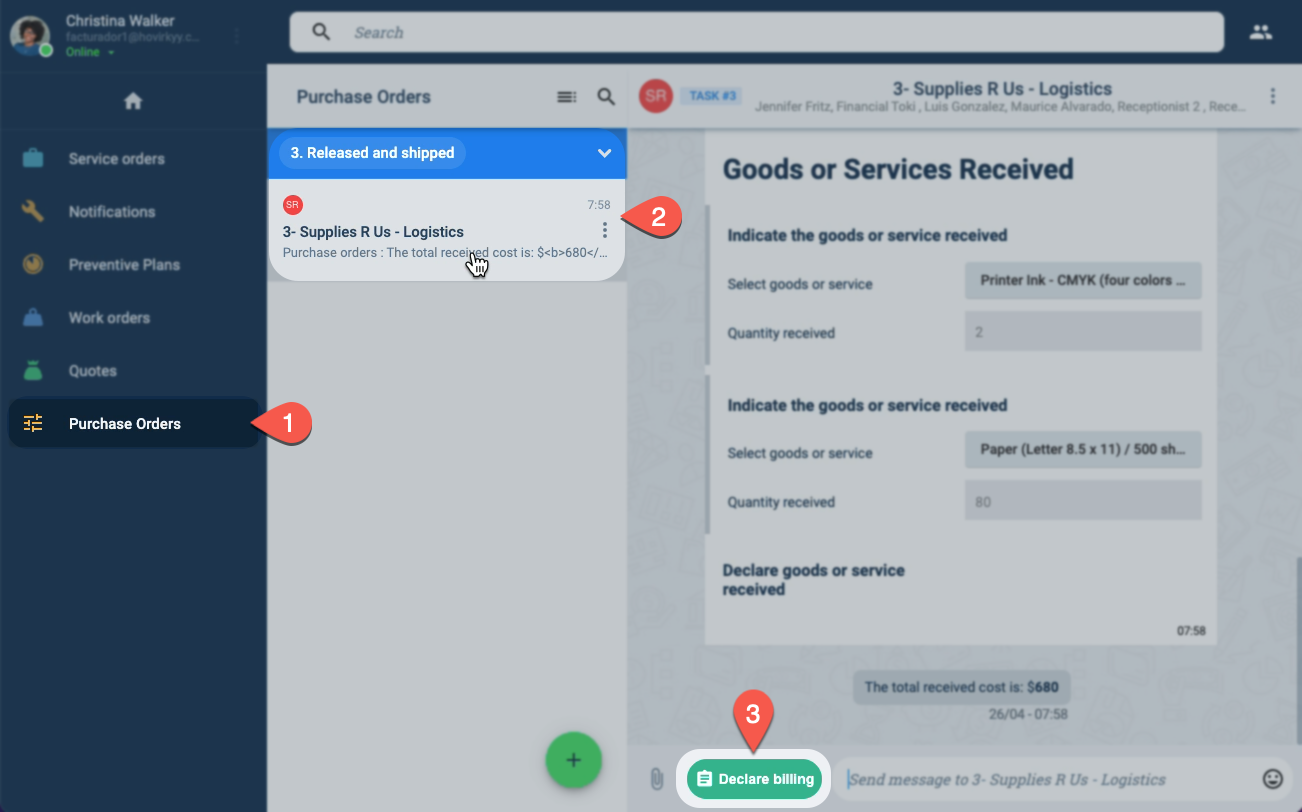 Christina Walker
facturador1@hovirkyy.c...
Online
Search
Service orders
Notifications
Preventive Plans
Work orders
Quotes
Purchase Orders
1
Purchase Orders
3. Released and shipped
SR
7:58
3- Supplies R Us - Logistics
Purchase orders : The total received cost is: $<b>680</...
2
SR
TASK #3
3- Supplies R Us - Logistics
Jennifer Fritz, Financial Toki , Luis Gonzalez, Maurice Alvarado, Receptionist 2 , Rece...
Goods or Services Received
Indicate the goods or service received
Select goods or service
Printer Ink - CMYK (four colors ...
Quantity received
2
Indicate the goods or service received
Select goods or service
Paper (Letter 8.5 x 11) / 500 sh...
Quantity received
80
Declare goods or service
received
07:58
The total received cost is: $680
26/04 - 07:58
3
Declare billing
Send message to 3- Supplies R Us - Logistics